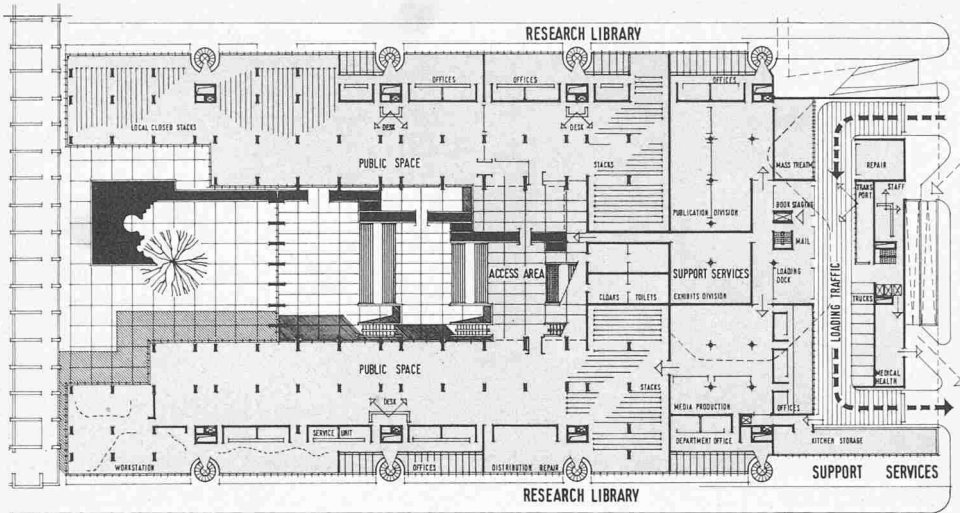 RESEARCH LIBRARY
OFFICES
OFFICES
OFFICES
LOCAL CLOSED STACKS
DESK
DESK
PUBLIC SPACE
STACKS
MASS TREATM.
REPAIR
TRANS
PORT
STAFF
BOOK STAGING
PUBLICATION DIVISION
MAIL
ACCESS AREA
SUPPORT SERVICES
LOADING
DOCK
CLOAKS
TOILETS
EXHIBITS DIVISION
TRUCKS
LOADING TRAFFIC
PUBLIC SPACE
STACKS
MEDICAL
HEALTH
DESK
MEDIA PRODUCTION
OFFICES
SERVICE UNIT
DEPARTMENT OFFICE
KITCHEN STORAGE
WORKSTATION
OFFICES
DISTRIBUTION REPAIR
SUPPORT SERVICES
RESEARCH LIBRARY